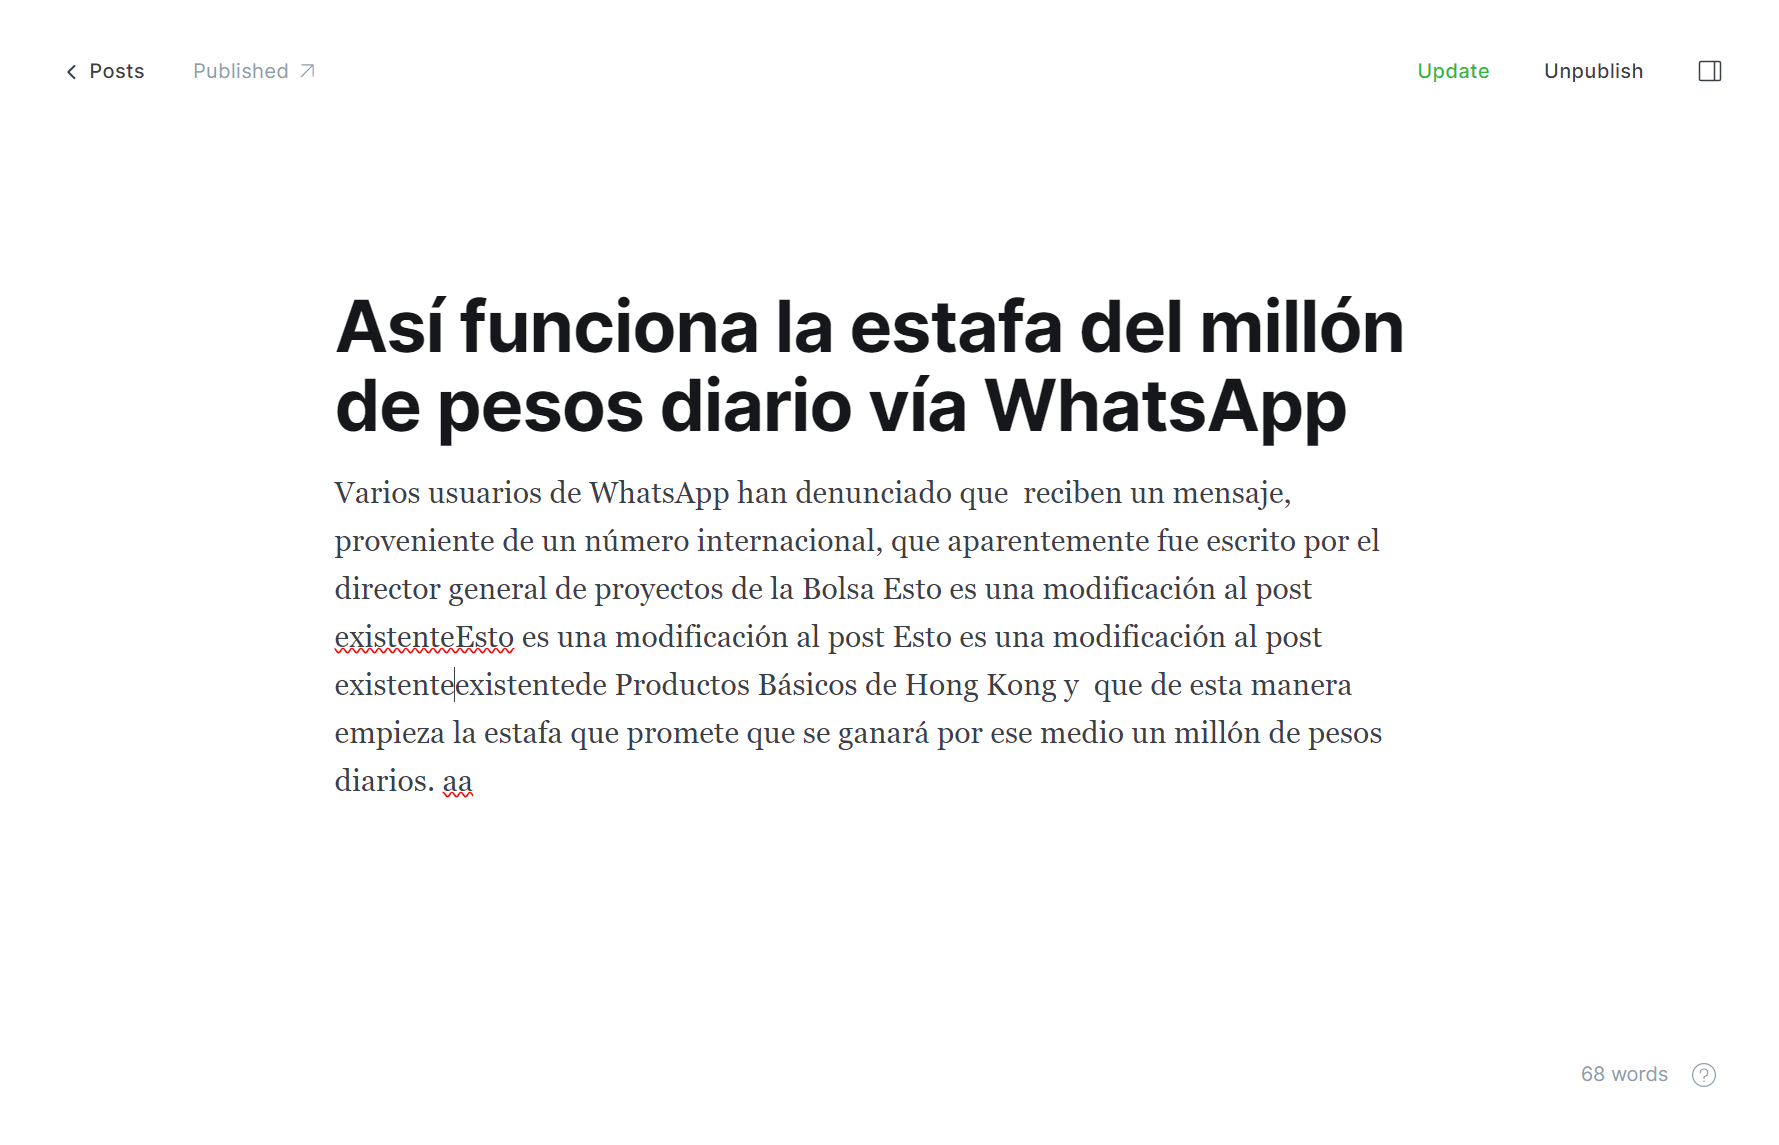 Posts
Published
Update
Unpublish
Así funciona la estafa del millón
de pesos diario vía WhatsApp
Varios usuarios de WhatsApp han denunciado que  reciben un mensaje,
proveniente de un número internacional, que aparentemente fue escrito por el
director general de proyectos de la Bolsa Esto es una modificación al post
existenteEsto es una modificación al post Esto es una modificación al post
existenteexistentede Productos Básicos de Hong Kong y  que de esta manera
empieza la estafa que promete que se ganará por ese medio un millón de pesos
diarios. aa
68 words
?